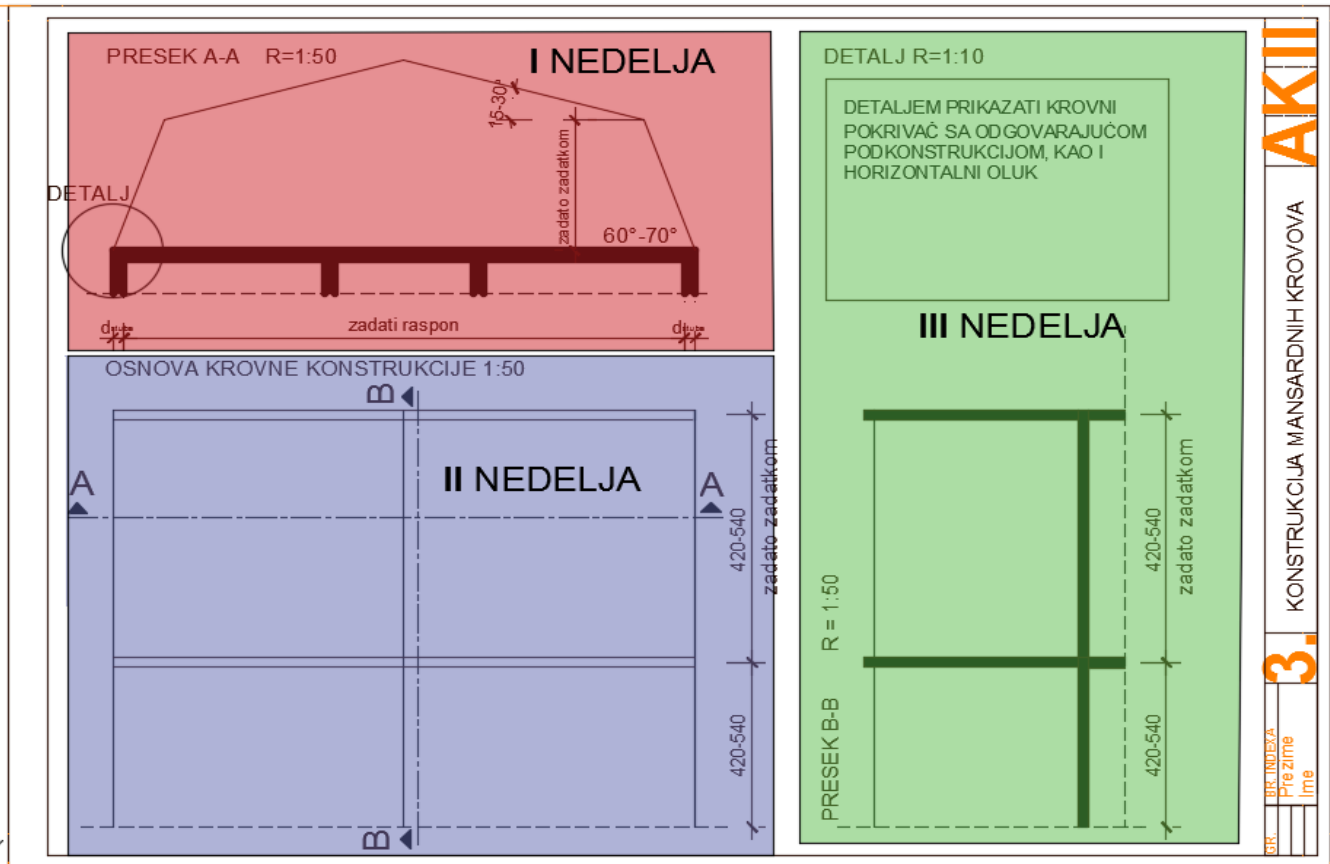 PRESEK A-A R=1:50
I NEDELJA
15-30°
zadato zadatkom
DETALJ
60°-70°
zadati raspon
OSNOVA KROVNE KONSTRUKCIJE 1:50
B
A
II NEDELJA
A
420-540
zadato zadatkom
420-540
B
DETALJ R=1:10
DETALJEM PRIKAZATI KROVNI
POKRIVAČ SA ODGOVARAJUĆOM
PODKONSTRUKCIJOM, KAO I
HORIZONTALNI OLUK
III NEDELJA
PRESEK B-B R = 1:50
420-540
zadato zadatkom
420-540
AK III
KONSTRUKCIJA MANSARDNIH KROVOVA
3.
BR. INDEXA
Prezime
Ime
GR.